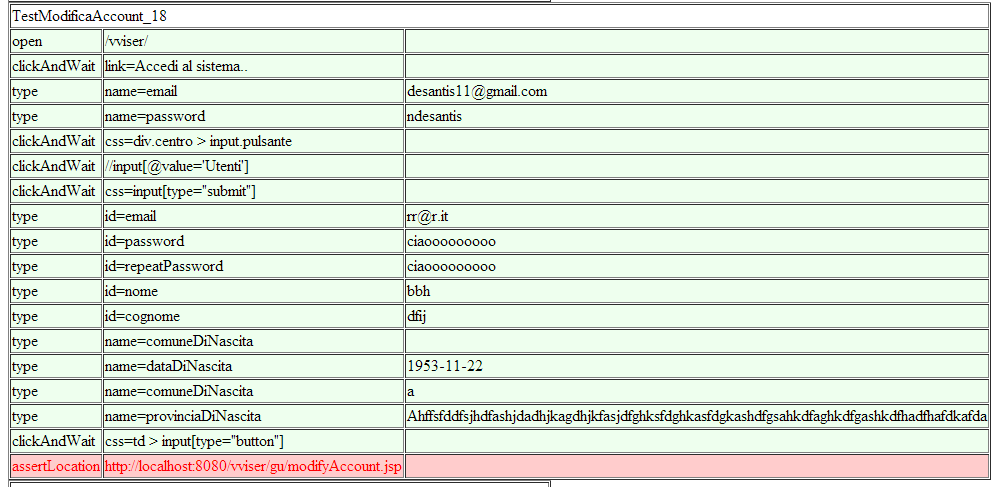 TestModificaAccount_18
open /vviser/
clickAndWait link=Accedi al sistema..
type name=email desantis11@gmail.com
type name=password ndesantis
clickAndWait css=div.centro > input.pulsante
clickAndWait //input[@value='Utenti']
clickAndWait css=input[type="submit"]
type id=email rr@r.it
type id=password ciaooooooooo
type id=repeatPassword ciaooooooooo
type id=nome bbh
type id=cognome dfij
type name=comuneDiNascita
type name=dataDiNascita 1953-11-22
type name=comuneDiNascita a
type name=provinciaDiNascita Ahffsfddfsjhdfashjdadhjkagdhjkfasjdfghksfdghkasfdgkashdfgsahkdfaghkdfgashkdfhadfhafdkafda
clickAndWait css=td > input[type="button"]
assertLocation http://localhost:8080/vviser/gu/modifyAccount.jsp